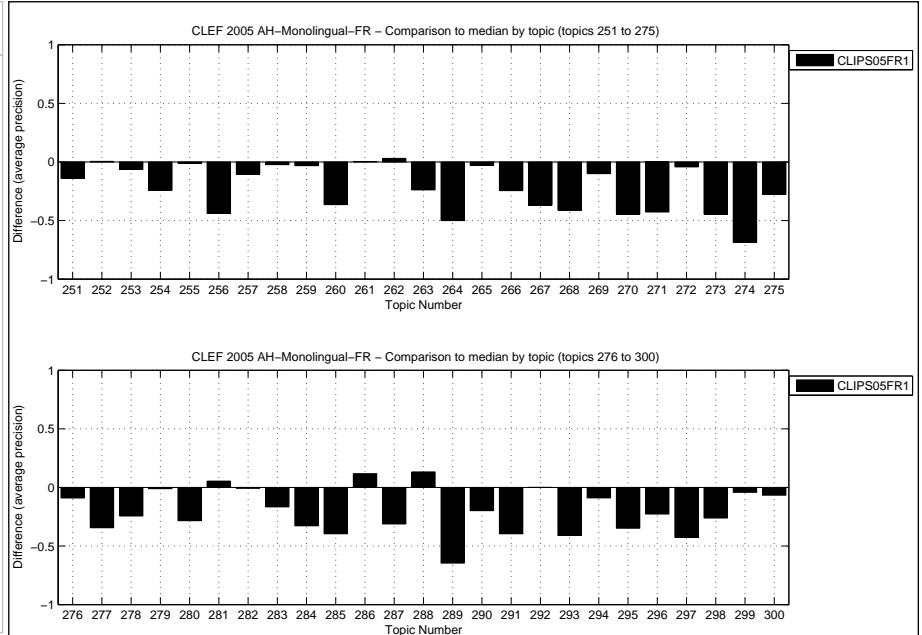 CLEF 2005 AH−Monolingual−FR − Comparison to median by topic (topics 251 to 275)
1
0.5
0
−0.5
−1
Difference (average precision)
251 252 253 254 255 256 257 258 259 260 261 262 263 264 265 266 267 268 269 270 271 272 273 274 275
Topic Number
CLIPS05FR1
CLEF 2005 AH−Monolingual−FR − Comparison to median by topic (topics 276 to 300)
1
0.5
0
−0.5
−1
Difference (average precision)
276 277 278 279 280 281 282 283 284 285 286 287 288 289 290 291 292 293 294 295 296 297 298 299 300
Topic Number
CLIPS05FR1